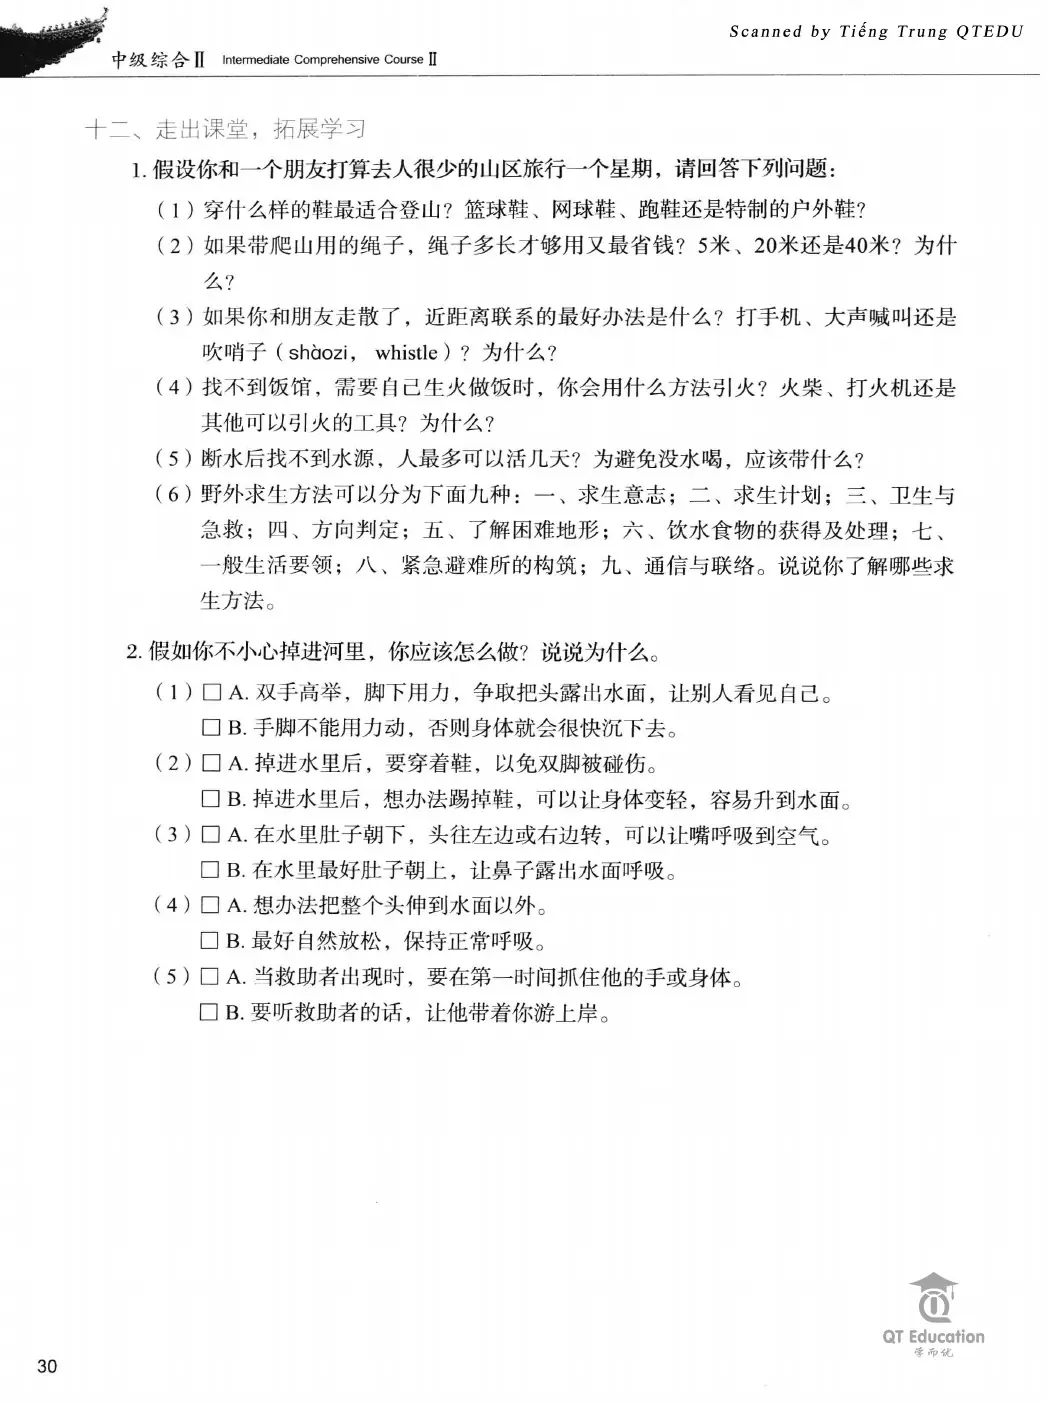 Scanned by Tiếng Trung QTEDU
中级综合Ⅱ Intermediate Comprehensive Course Ⅱ
十二、走出课堂，拓展学习
1. 假设你和一个朋友打算去人很少的山区旅行一个星期，请回答下列问题：
（1）穿什么样的鞋最适合登山？篮球鞋、网球鞋、跑鞋还是特制的户外鞋？
（2）如果带爬山用的绳子，绳子多长才够用又最省钱？5米、20米还是40米？为什
么？
（3）如果你和朋友走散了，近距离联系的最好办法是什么？打手机、大声喊叫还是
吹哨子（shàozi， whistle）？为什么？
（4）找不到饭馆，需要自己生火做饭时，你会用什么方法引火？火柴、打火机还是
其他可以引火的工具？为什么？
（5）断水后找不到水源，人最多可以活几天？为避免没水喝，应该带什么？
（6）野外求生方法可以分为下面九种：一、求生意志；二、求生计划；三、卫生与
急救；四、方向判定；五、了解困难地形；六、饮水食物的获得及处理；七、
一般生活要领；八、紧急避难所的构筑；九、通信与联络。说说你了解哪些求
生方法。
2. 假如你不小心掉进河里，你应该怎么做？说说为什么。
（1）□ A. 双手高举，脚下用力，争取把头露出水面，让别人看见自己。
□ B. 手脚不能用力动，否则身体就会很快沉下去。
（2）□ A. 掉进水里后，要穿着鞋，以免双脚被碰伤。
□ B. 掉进水里后，想办法踢掉鞋，可以让身体变轻，容易升到水面。
（3）□ A. 在水里肚子朝下，头往左边或右边转，可以让嘴呼吸到空气。
□ B. 在水里最好肚子朝上，让鼻子露出水面呼吸。
（4）□ A. 想办法把整个头伸到水面以外。
□ B. 最好自然放松，保持正常呼吸。
（5）□ A. 当救助者出现时，要在第一时间抓住他的手或身体。
□ B. 要听救助者的话，让他带着你游上岸。
QT Education
学而优
30